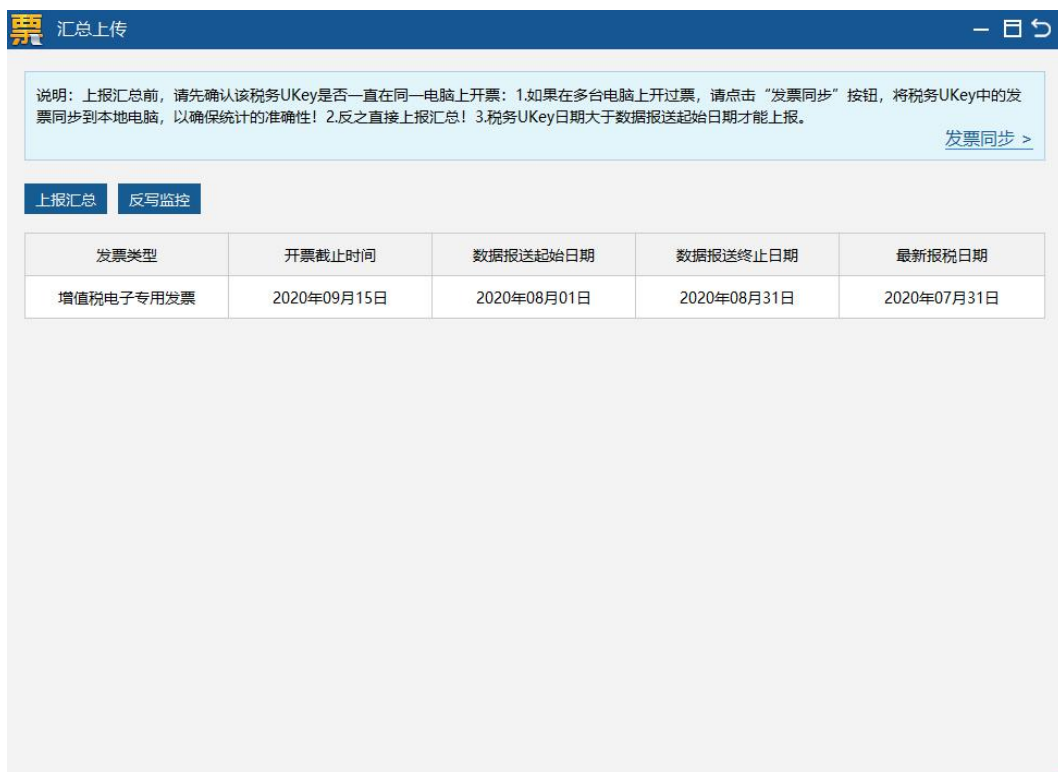 票 汇总上传
说明：上报汇总前，请先确认该税务UKey是否一直在同一电脑上开票：1.如果在多台电脑上开过票，请点击“发票同步”按钮，将税务UKey中的发
票同步到本地电脑，以确保统计的准确性！2.反之直接上报汇总！3.税务UKey日期大于数据报送起始日期才能上报。
发票同步 >
上报汇总 反写监控
发票类型 开票截止时间 数据报送起始日期 数据报送终止日期 最新报税日期
增值税电子专用发票 2020年09月15日 2020年08月01日 2020年08月31日 2020年07月31日